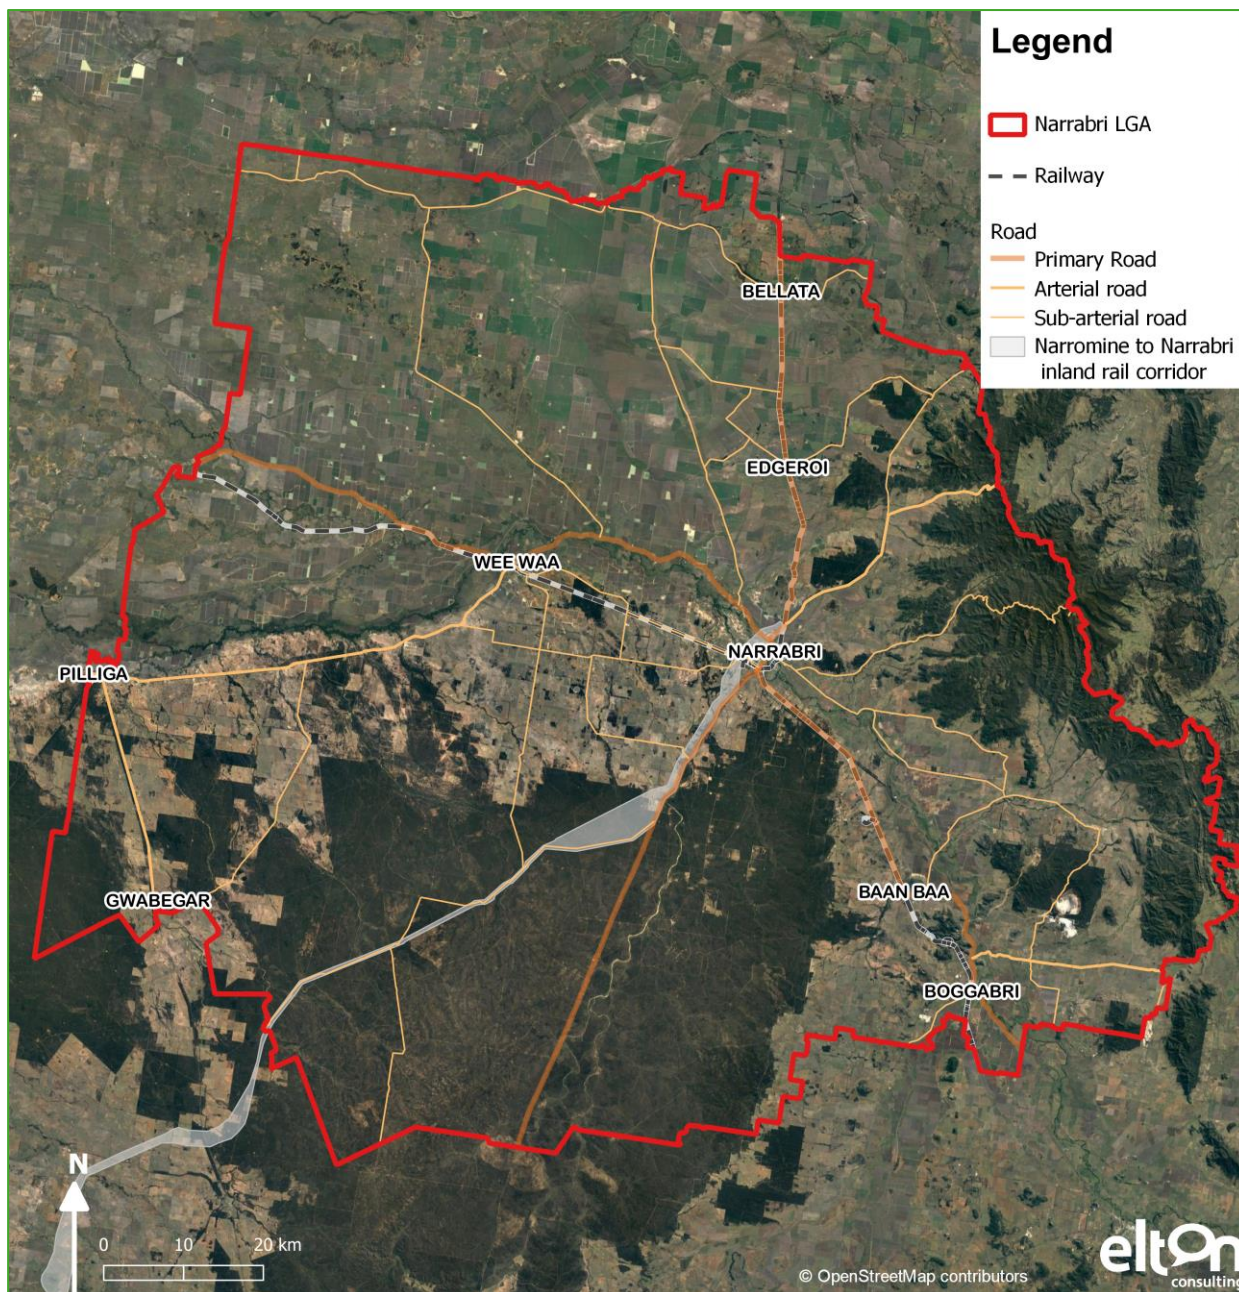 Legend
Narrabri LGA
Railway
Road
Primary Road
Arterial road
Sub-arterial road
Narromine to Narrabri
inland rail corridor
BELLATA
EDGEROI
WEE WAA
NARRABRI
PILLIGA
BAAN BAA
GWABEGAR
BOGGABRI
N
0 10 20 km
© OpenStreetMap contributors
elton
consulting